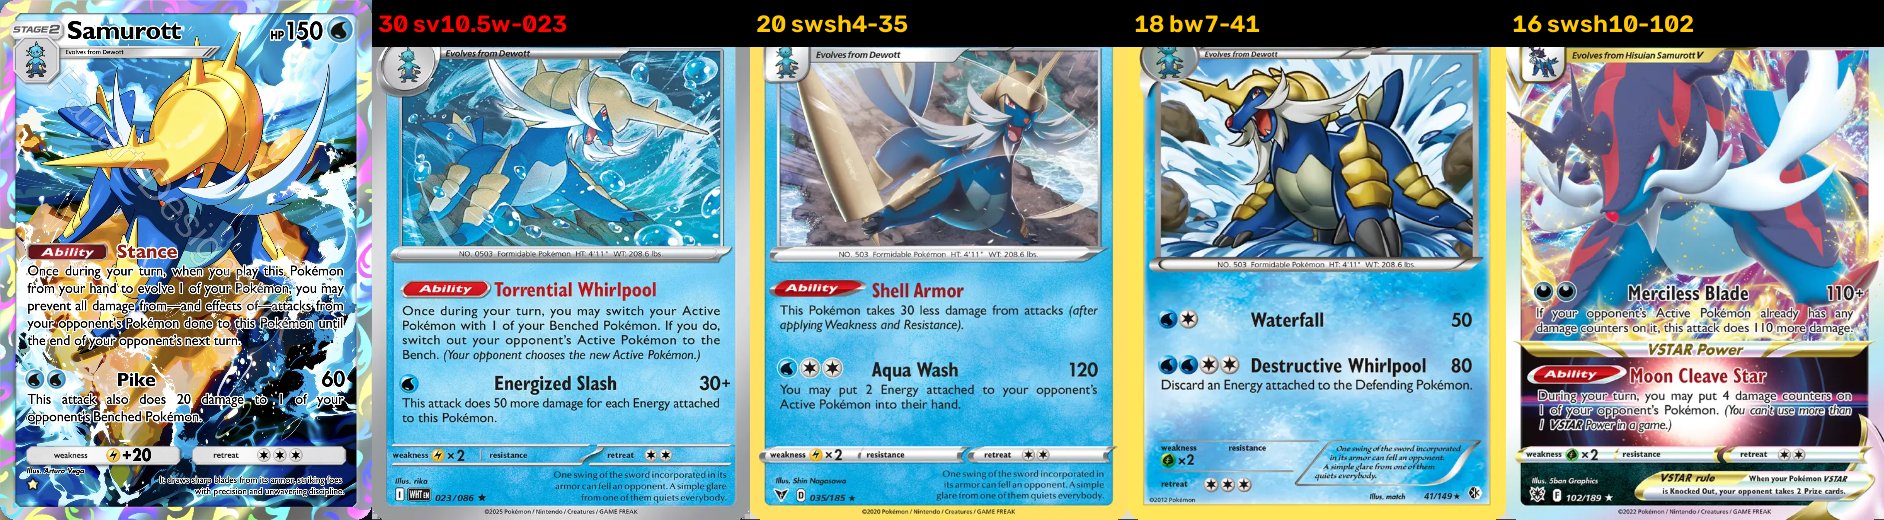 STAGE2 Samurott HP150
Evolves from Dewott
Ability Stance
Once during your turn, when you play this Pokémon
from your hand to evolve 1 of your Pokémon, you may
prevent all damage from—and effects of—attacks from
your opponent's Pokémon done to this Pokémon until
the end of your opponent's next turn.
Pike 60
This attack also does 20 damage to 1 of your
opponent's Benched Pokémon.
weakness +20 retreat
Illus. Arturo Vega
It draws sharp blades from its armor, striking foes
with precision and unwavering discipline.
30 sv10.5w-023
Evolves from Dewott
NO. 0503 Formidable Pokémon HT: 4'11" WT: 208.6 lbs
Ability Torrential Whirlpool
Once during your turn, you may switch your Active
Pokémon with 1 of your Benched Pokémon. If you do,
switch out your opponent's Active Pokémon to the
Bench. (Your opponent chooses the new Active Pokémon.)
Energized Slash 30+
This attack does 50 more damage for each Energy attached
to this Pokémon.
weakness ×2 resistance retreat
Illus. rika
I WHT EN 023/086 ★
One swing of the sword incorporated in its
armor can fell an opponent. A simple glare
from one of them quiets everybody.
©2025 Pokémon / Nintendo / Creatures / GAME FREAK
20 swsh4-35
Evolves from Dewott
NO. 503 Formidable Pokémon HT: 4'11" WT: 208.6 lbs.
Ability Shell Armor
This Pokémon takes 30 less damage from attacks (after
applying Weakness and Resistance).
Aqua Wash 120
You may put 2 Energy attached to your opponent's
Active Pokémon into their hand.
weakness ×2 resistance retreat
Illus. Shin Nagasawa
D 035/185 ★
One swing of the sword incorporated in
its armor can fell an opponent. A simple
glare from one of them quiets everybody.
©2020 Pokémon / Nintendo / Creatures / GAME FREAK
18 bw7-41
Evolves from Dewott
NO. 503 Formidable Pokémon HT: 4'11" WT: 208.6 lbs.
Waterfall 50
Destructive Whirlpool 80
Discard an Energy attached to the Defending Pokémon.
weakness resistance
×2
retreat
One swing of the sword incorporated
in its armor can fell an opponent.
A simple glare from one of them
quiets everybody.
©2012 Pokémon
Illus. match 41/149 ★
16 swsh10-102
Evolves from Hisuian Samurott V
Merciless Blade 110+
If your opponent's Active Pokémon already has any
damage counters on it, this attack does 110 more damage.
VSTAR Power
Ability Moon Cleave Star
During your turn, you may put 4 damage counters on
1 of your opponent's Pokémon. (You can't use more than
1 VSTAR Power in a game.)
weakness ×2 resistance retreat
Illus. 5ban Graphics
F 102/189 ★
VSTAR rule When your Pokémon VSTAR
is Knocked Out, your opponent takes 2 Prize cards.
©2022 Pokémon / Nintendo / Creatures / GAME FREAK